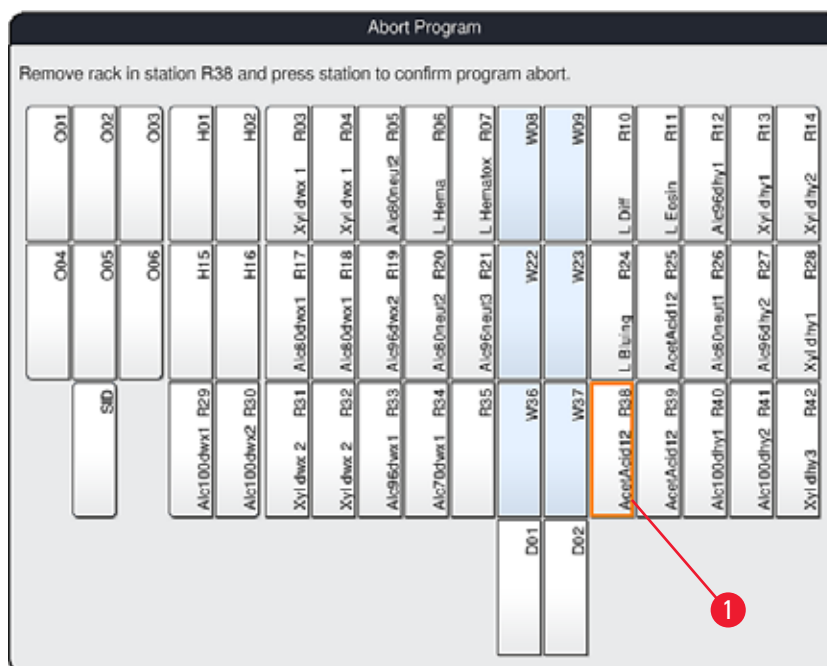 Abort Program
Remove rack in station R38 and press station to confirm program abort.
O01
O02
O03
H01
H02
Xyl dwx 1 R03
Xyl dwx 1 R04
Alc80neut2 R05
L Hema R06
L Hematox R07
W08
W09
L Diff R10
L Eosin R11
Alc96dhy1 R12
Xyl dhy1 R13
Xyl dhy2 R14
O04
O05
O06
H15
H16
Alc80dwx1 R17
Alc80dwx1 R18
Alc96dwx2 R19
Alc80neut2 R20
Alc96neut3 R21
W22
W23
L Bluing R24
AcetAcid12 R25
Alc80neut1 R26
Alc96dhy2 R27
Xyl dhy1 R28
SID
Alc100dwx1 R29
Alc100dwx2 R30
Xyl dwx 2 R31
Xyl dwx 2 R32
Alc96dwx1 R33
Alc70dwx1 R34
R35
W36
W37
AcetAcid12 R38
AcetAcid12 R39
Alc100dhy1 R40
Alc100dhy2 R41
Xyl dhy3 R42
D01
D02
1